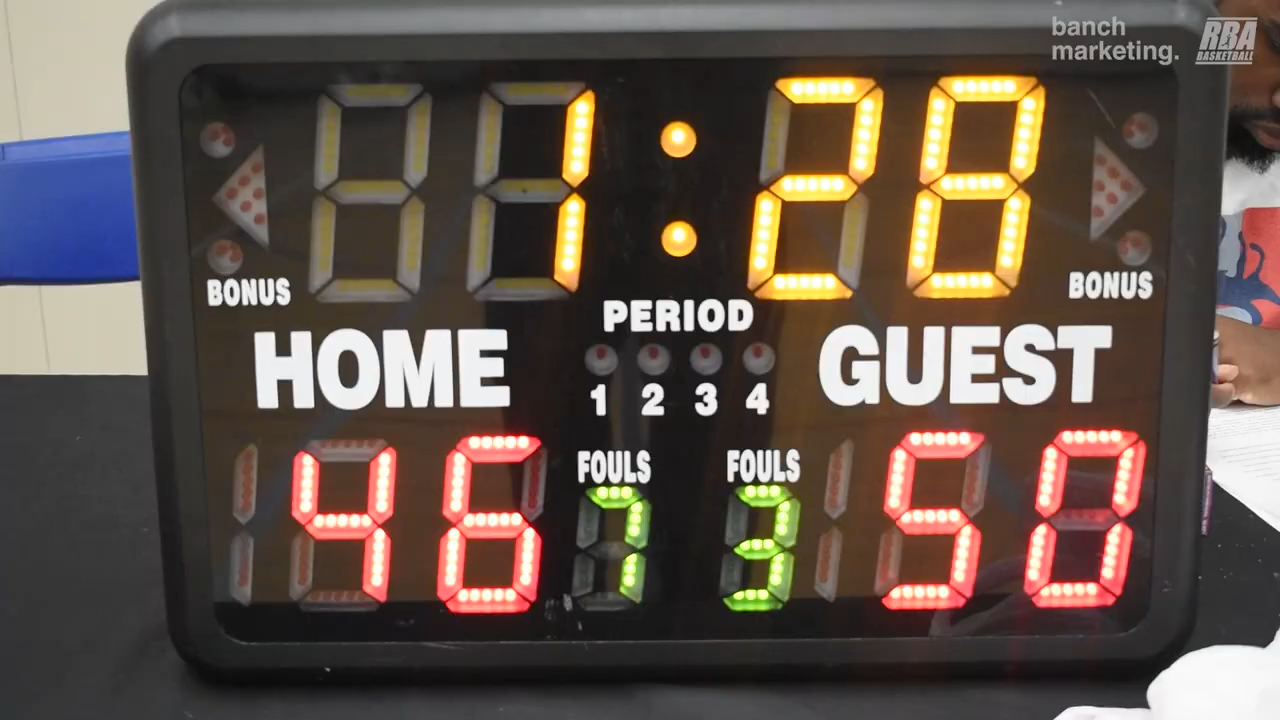 banch
marketing.
RBA
BASKETBALL
1:28
BONUS
BONUS
PERIOD
HOME
GUEST
1 2 3 4
FOULS
FOULS
46
7
3
50